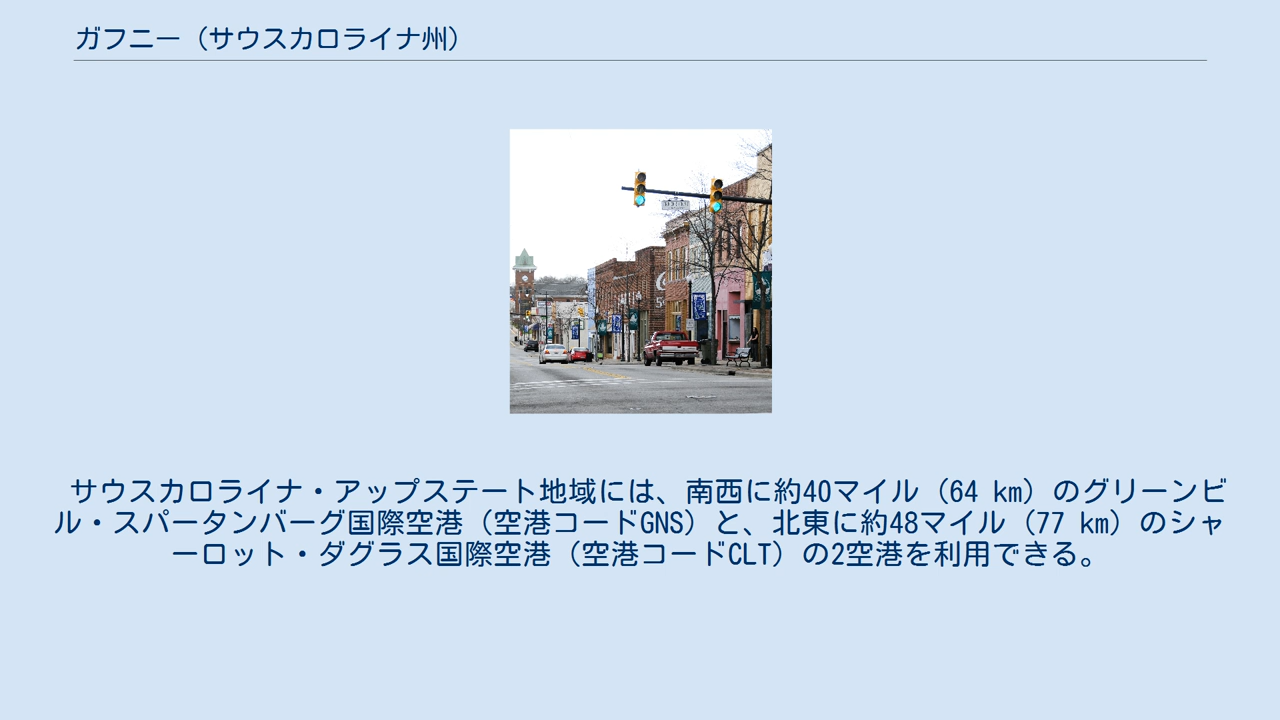 ガフニー（サウスカロライナ州）
サウスカロライナ・アップステート地域には、南西に約40マイル（64 km）のグリーンビ
ル・スパータンバーグ国際空港（空港コードGNS）と、北東に約48マイル（77 km）のシャ
ーロット・ダグラス国際空港（空港コードCLT）の2空港を利用できる。